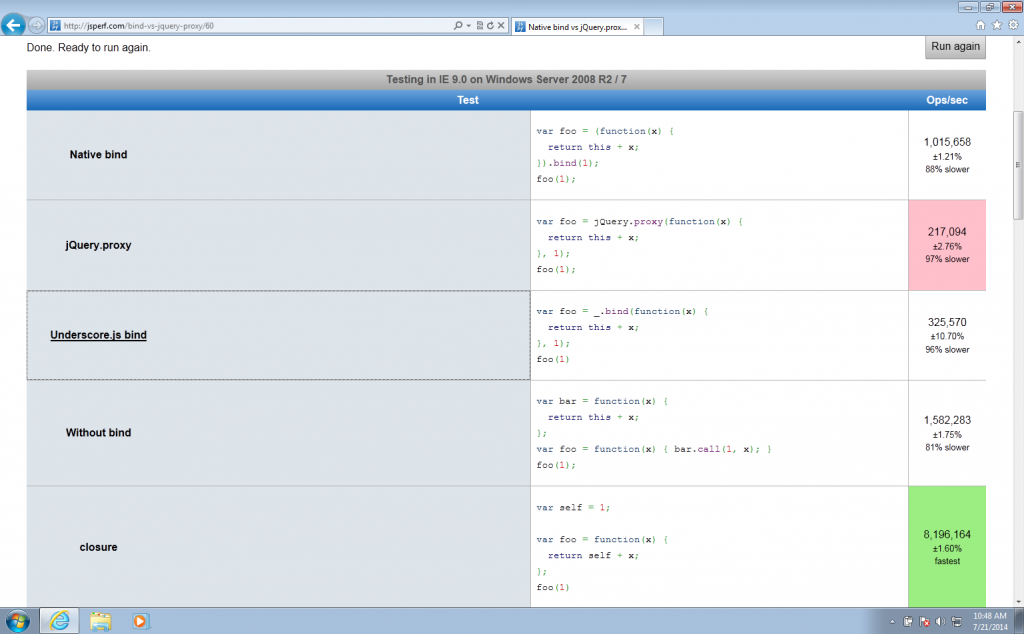 http://jsperf.com/bind-vs-jquery-proxy/60
Native bind vs jQuery.prox...
Done. Ready to run again.
Run again
Testing in IE 9.0 on Windows Server 2008 R2 / 7
Test
Ops/sec
Native bind
var foo = (function(x) {
return this + x;
}).bind(1);
foo(1);
1,015,658
±1.21%
88% slower
jQuery.proxy
var foo = jQuery.proxy(function(x) {
return this + x;
}, 1);
foo(1);
217,094
±2.76%
97% slower
Underscore.js bind
var foo = _.bind(function(x) {
return this + x;
}, 1);
foo(1)
325,570
±10.70%
96% slower
Without bind
var bar = function(x) {
return this + x;
};
var foo = function(x) { bar.call(1, x); }
foo(1);
1,582,283
±1.75%
81% slower
closure
var self = 1;
var foo = function(x) {
return self + x;
};
foo(1)
8,196,164
±1.60%
fastest
10:48 AM
7/21/2014